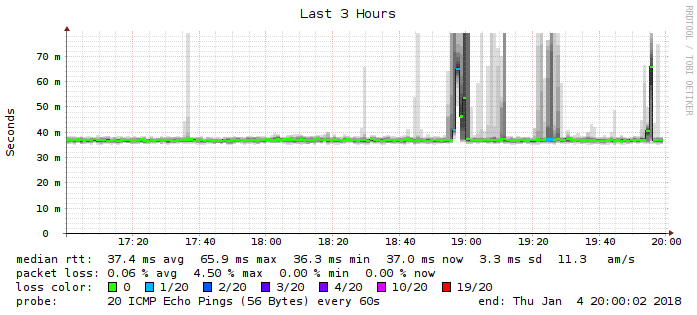 Last 3 Hours
RRDTOOL / TOBI OETIKER
Seconds
70 m
60 m
50 m
40 m
30 m
20 m
10 m
0
17:20 17:40 18:00 18:20 18:40 19:00 19:20 19:40 20:00
median rtt: 37.4 ms avg 65.9 ms max 36.3 ms min 37.0 ms now 3.3 ms sd 11.3 am/s
packet loss: 0.06 % avg 4.50 % max 0.00 % min 0.00 % now
loss color: 0 1/20 2/20 3/20 4/20 10/20 19/20
probe: 20 ICMP Echo Pings (56 Bytes) every 60s end: Thu Jan 4 20:00:02 2018